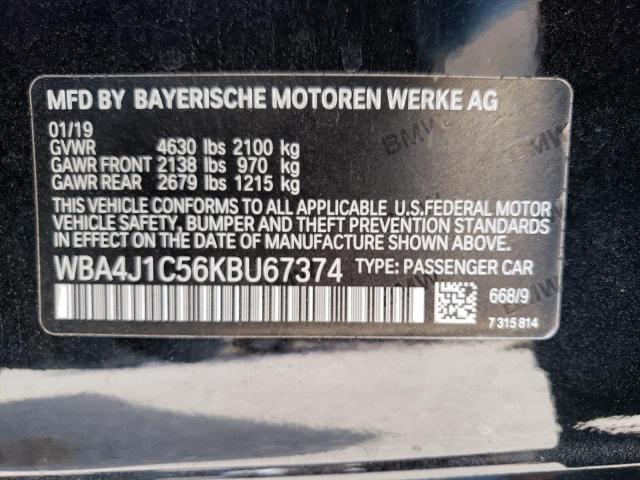 MFD BY BAYERISCHE MOTOREN WERKE AG
01/19
GVWR 4630 lbs 2100 kg
GAWR FRONT 2138 lbs 970 kg
GAWR REAR 2679 lbs 1215 kg
THIS VEHICLE CONFORMS TO ALL APPLICABLE U.S.FEDERAL MOTOR
VEHICLE SAFETY, BUMPER AND THEFT PREVENTION STANDARDS
IN EFFECT ON THE DATE OF MANUFACTURE SHOWN ABOVE.
WBA4J1C56KBU67374 TYPE: PASSENGER CAR
668/9
7 315 814
BMW
BMW
BMW